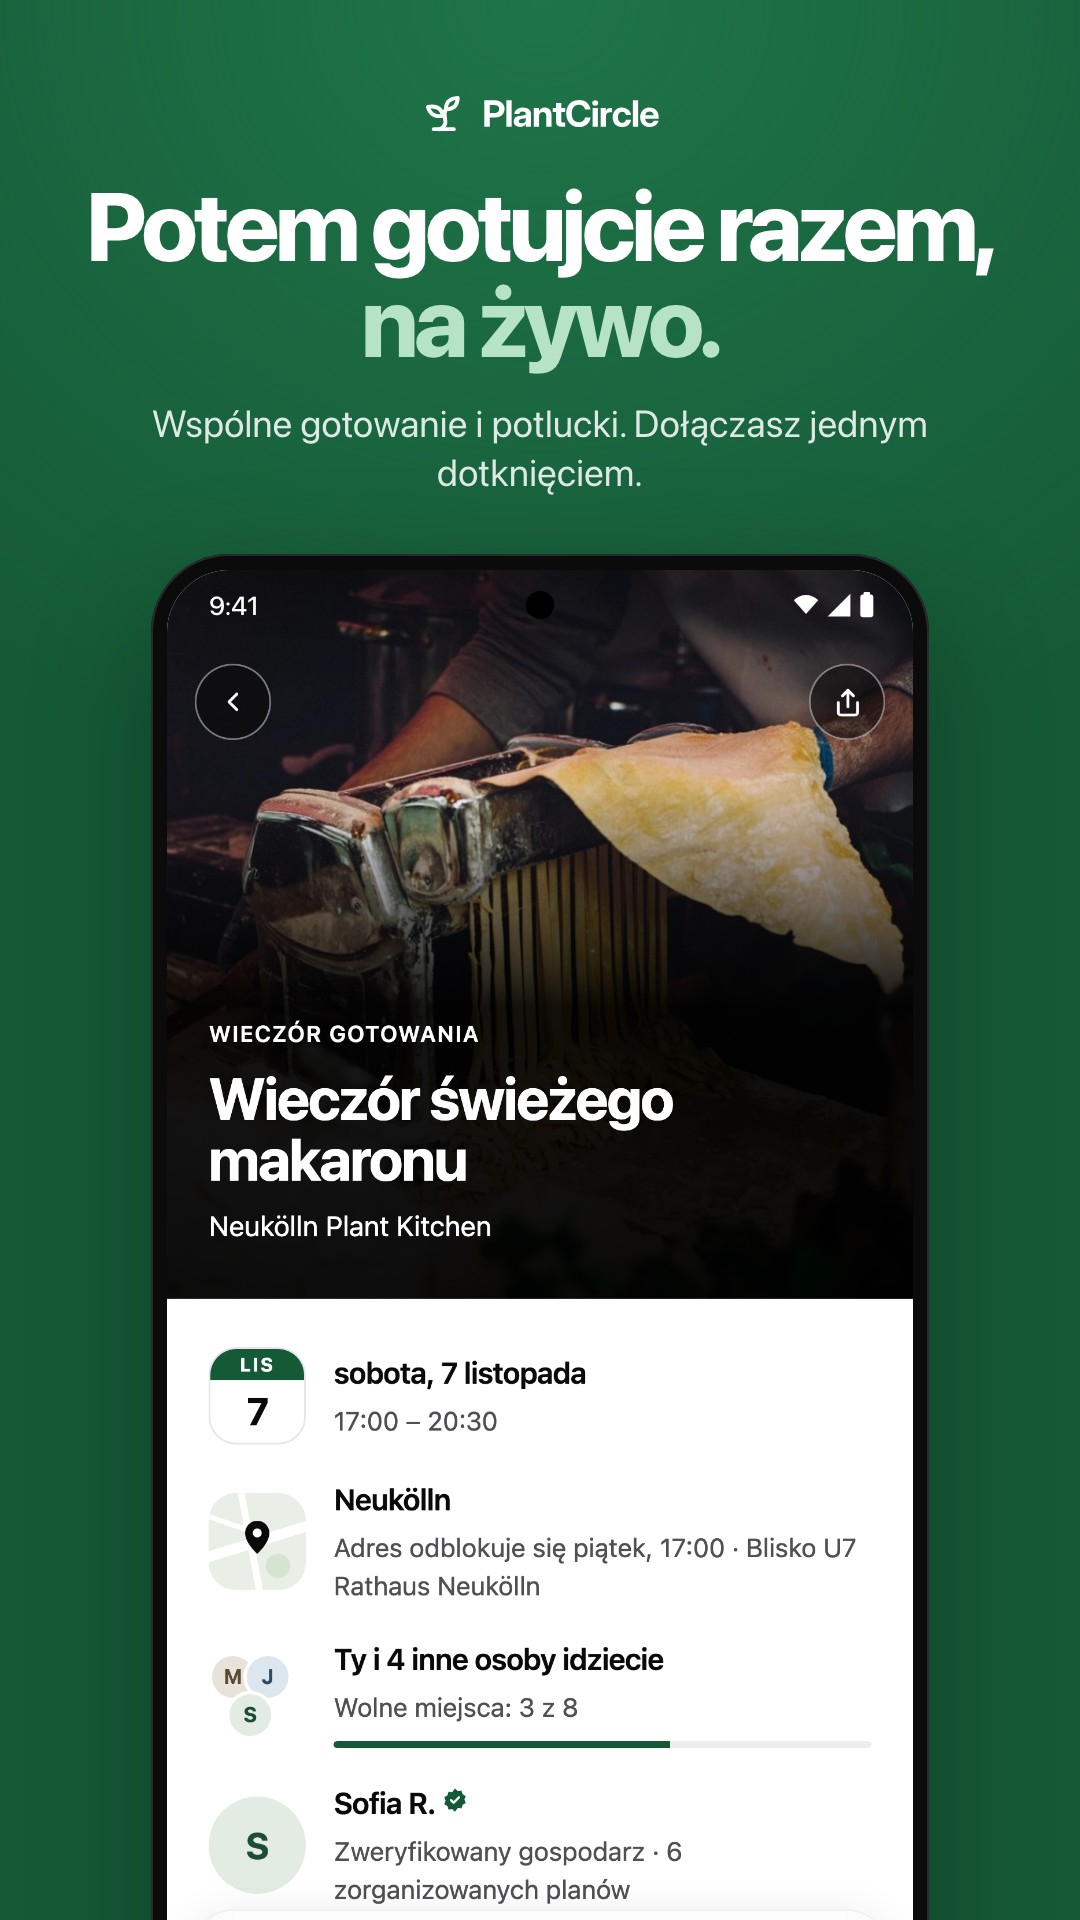 PlantCircle
Potem gotujcie razem,
na żywo.
Wspólne gotowanie i potlucki. Dołączasz jednym
dotknięciem.
9:41
WIECZÓR GOTOWANIA
Wieczór świeżego
makaronu
Neukölln Plant Kitchen
LIS
7
sobota, 7 listopada
17:00 – 20:30
Neukölln
Adres odblokuje się piątek, 17:00 · Blisko U7
Rathaus Neukölln
M
J
S
Ty i 4 inne osoby idziecie
Wolne miejsca: 3 z 8
S
Sofia R.
Zweryfikowany gospodarz · 6
zorganizowanych planów